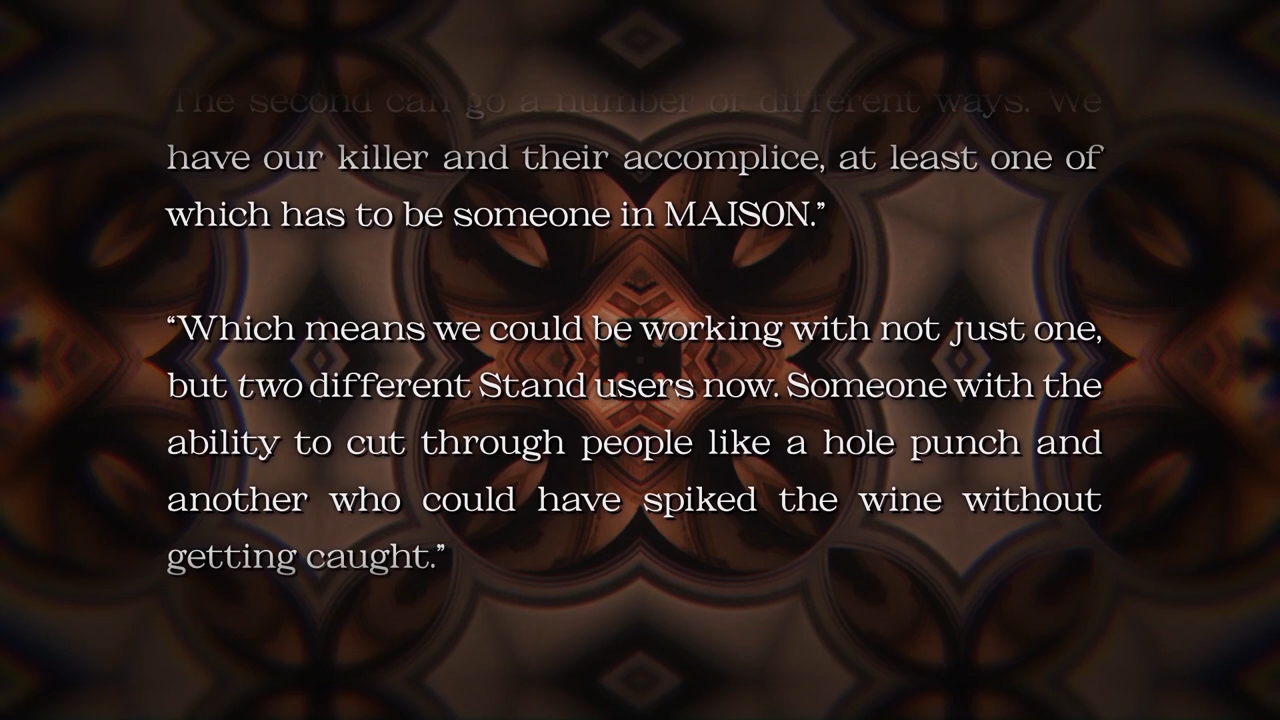 The second can go a number of different ways. We
have our killer and their accomplice, at least one of
which has to be someone in MAISON.”
“Which means we could be working with not just one,
but two different Stand users now. Someone with the
ability to cut through people like a hole punch and
another who could have spiked the wine without
getting caught.”